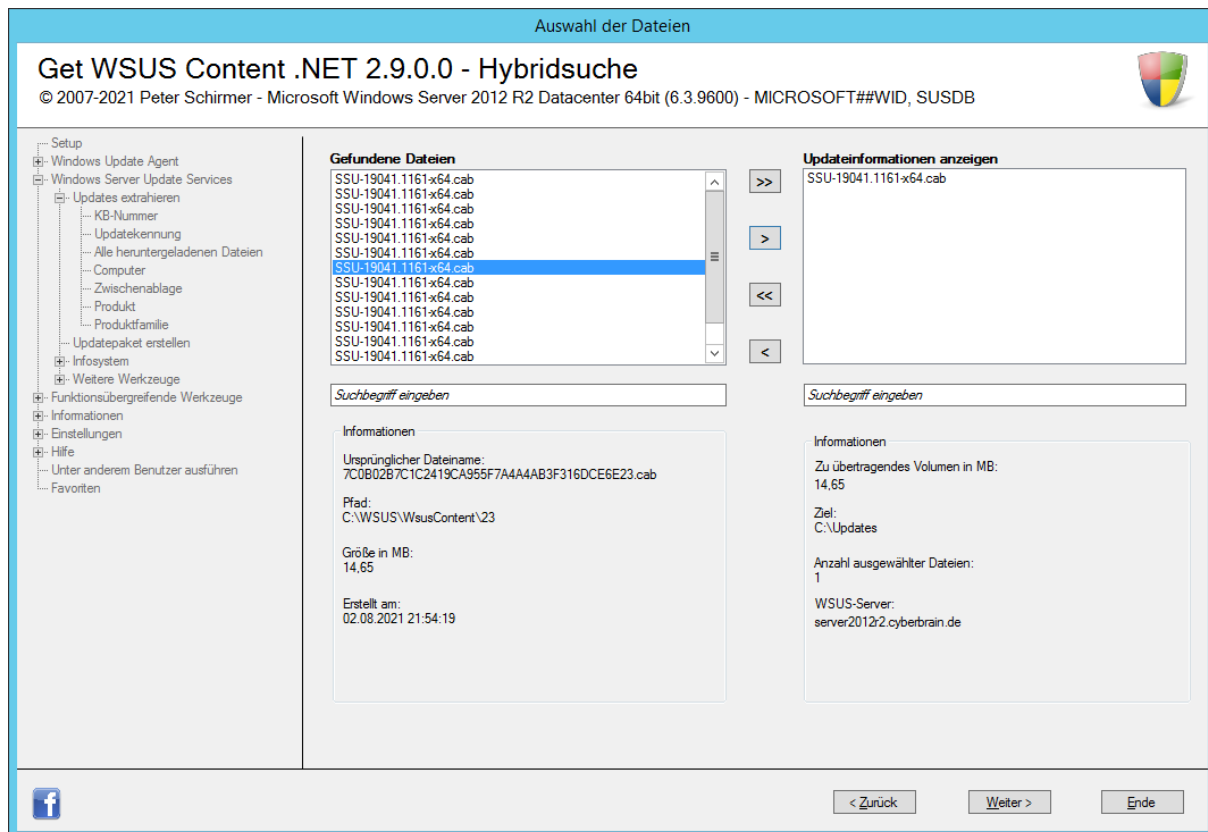 Auswahl der Dateien
Get WSUS Content .NET 2.9.0.0 - Hybridsuche
© 2007-2021 Peter Schirmer - Microsoft Windows Server 2012 R2 Datacenter 64bit (6.3.9600) - MICROSOFT##WID, SUSDB
Setup
Windows Update Agent
Windows Server Update Services
Updates extrahieren
KB-Nummer
Updatekennung
Alle heruntergeladenen Dateien
Computer
Zwischenablage
Produkt
Produktfamilie
Updatepaket erstellen
Infosystem
Weitere Werkzeuge
Funktionsübergreifende Werkzeuge
Informationen
Einstellungen
Hilfe
Unter anderem Benutzer ausführen
Favoriten
Gefundene Dateien
SSU-19041.1161-x64.cab
SSU-19041.1161-x64.cab
SSU-19041.1161-x64.cab
SSU-19041.1161-x64.cab
SSU-19041.1161-x64.cab
SSU-19041.1161-x64.cab
SSU-19041.1161-x64.cab
SSU-19041.1161-x64.cab
SSU-19041.1161-x64.cab
SSU-19041.1161-x64.cab
SSU-19041.1161-x64.cab
SSU-19041.1161-x64.cab
SSU-19041.1161-x64.cab
Suchbegriff eingeben
Informationen
Ursprünglicher Dateiname:
7C0B02B7C1C2419CA955F7A4A4AB3F316DCE6E23.cab
Pfad:
C:\WSUS\WsusContent\23
Größe in MB:
14,65
Erstellt am:
02.08.2021 21:54:19
>>
>
<<
<
Updateinformationen anzeigen
SSU-19041.1161-x64.cab
Suchbegriff eingeben
Informationen
Zu übertragendes Volumen in MB:
14,65
Ziel:
C:\Updates
Anzahl ausgewählter Dateien:
1
WSUS-Server:
server2012r2.cyberbrain.de
f
< Zurück
Weiter >
Ende